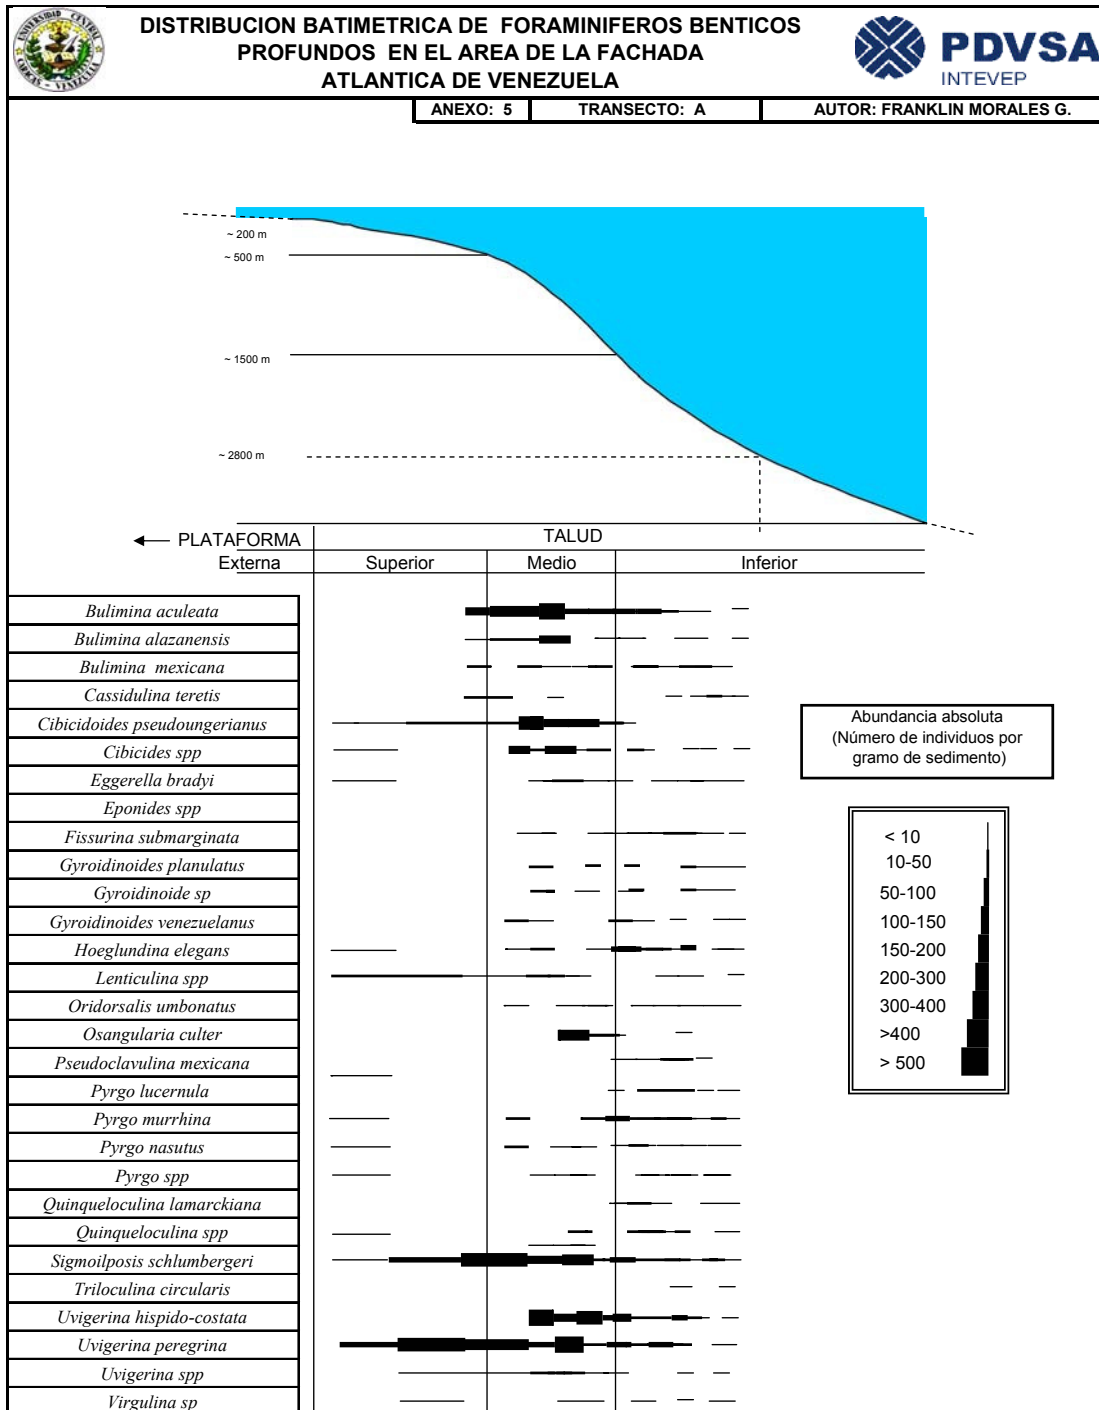 DISTRIBUCION BATIMETRICA DE FORAMINIFEROS BENTICOS
PROFUNDOS EN EL AREA DE LA FACHADA
ATLANTICA DE VENEZUELA
UNIVERSIDAD CENTRAL
CARACAS - VENEZUELA
PDVSA
INTEVEP
ANEXO: 5
TRANSECTO: A
AUTOR: FRANKLIN MORALES G.
~ 200 m
~ 500 m
~ 1500 m
~ 2800 m
PLATAFORMA
TALUD
Externa
Superior
Medio
Inferior
Bulimina aculeata
Bulimina alazanensis
Bulimina mexicana
Cassidulina teretis
Cibicidoides pseudoungerianus
Cibicides spp
Eggerella bradyi
Eponides spp
Fissurina submarginata
Gyroidinoides planulatus
Gyroidinoide sp
Gyroidinoides venezuelanus
Hoeglundina elegans
Lenticulina spp
Oridorsalis umbonatus
Osangularia culter
Pseudoclavulina mexicana
Pyrgo lucernula
Pyrgo murrhina
Pyrgo nasutus
Pyrgo spp
Quinqueloculina lamarckiana
Quinqueloculina spp
Sigmoilposis schlumbergeri
Triloculina circularis
Uvigerina hispido-costata
Uvigerina peregrina
Uvigerina spp
Virgulina sp
Abundancia absoluta
(Número de individuos por
gramo de sedimento)
< 10
10-50
50-100
100-150
150-200
200-300
300-400
>400
> 500